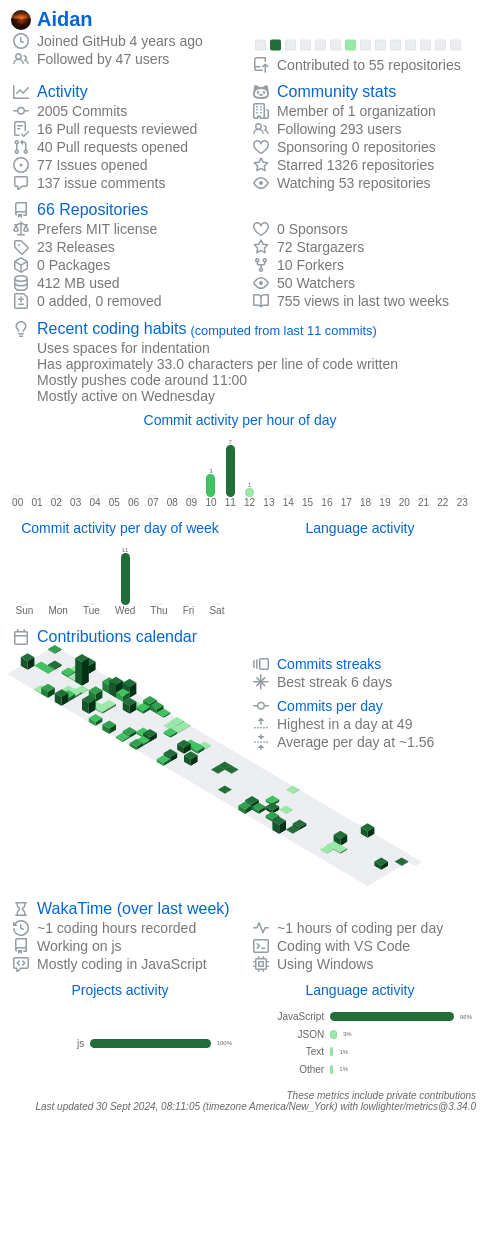 Aidan
Joined GitHub 4 years ago
Followed by 47 users
Contributed to 55 repositories
Activity
2005 Commits
16 Pull requests reviewed
40 Pull requests opened
77 Issues opened
137 issue comments
Community stats
Member of 1 organization
Following 293 users
Sponsoring 0 repositories
Starred 1326 repositories
Watching 53 repositories
66 Repositories
Prefers MIT license
23 Releases
0 Packages
412 MB used
0 added, 0 removed
0 Sponsors
72 Stargazers
10 Forkers
50 Watchers
755 views in last two weeks
Recent coding habits (computed from last 11 commits)
Uses spaces for indentation
Has approximately 33.0 characters per line of code written
Mostly pushes code around 11:00
Mostly active on Wednesday
Commit activity per hour of day
3 7 1
00 01 02 03 04 05 06 07 08 09 10 11 12 13 14 15 16 17 18 19 20 21 22 23
Commit activity per day of week
11
Sun Mon Tue Wed Thu Fri Sat
Language activity
Contributions calendar
Commits streaks
Best streak 6 days
Commits per day
Highest in a day at 49
Average per day at ~1.56
WakaTime (over last week)
~1 coding hours recorded
Working on js
Mostly coding in JavaScript
~1 hours of coding per day
Coding with VS Code
Using Windows
Projects activity
js 100%
Language activity
JavaScript 96%
JSON 3%
Text 1%
Other 1%
These metrics include private contributions
Last updated 30 Sept 2024, 08:11:05 (timezone America/New_York) with lowlighter/metrics@3.34.0